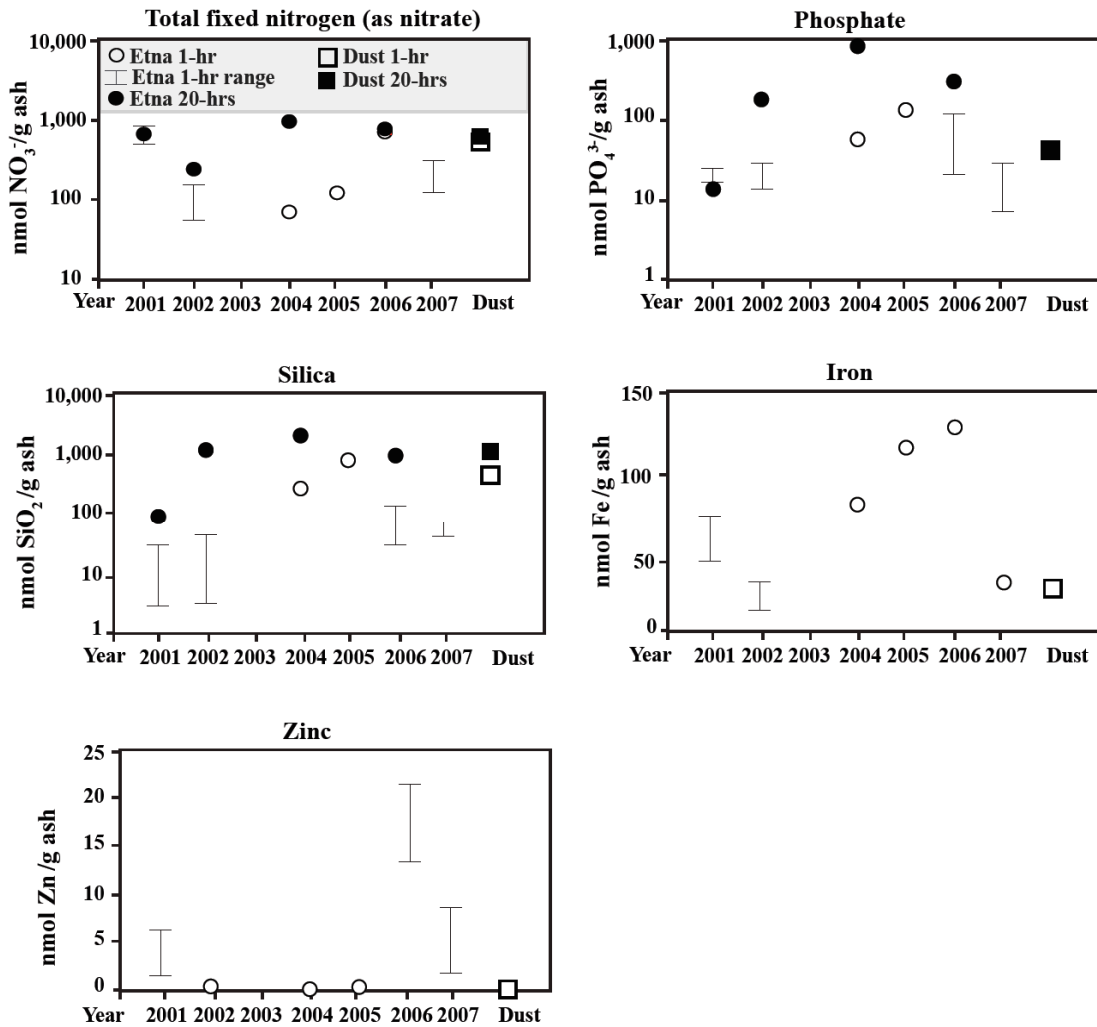 Total fixed nitrogen (as nitrate)
10,000
1,000
100
10
nmol NO₃⁻/g ash
Etna 1-hr
Etna 1-hr range
Etna 20-hrs
Dust 1-hr
Dust 20-hrs
Year 2001 2002 2003 2004 2005 2006 2007 Dust
Phosphate
1,000
100
10
1
nmol PO₄³⁻/g ash
Year 2001 2002 2003 2004 2005 2006 2007 Dust
Silica
10,000
1,000
100
10
1
nmol SiO₂/g ash
Year 2001 2002 2003 2004 2005 2006 2007 Dust
Iron
150
100
50
0
nmol Fe/g ash
Year 2001 2002 2003 2004 2005 2006 2007 Dust
Zinc
25
20
15
10
5
0
nmol Zn/g ash
Year 2001 2002 2003 2004 2005 2006 2007 Dust